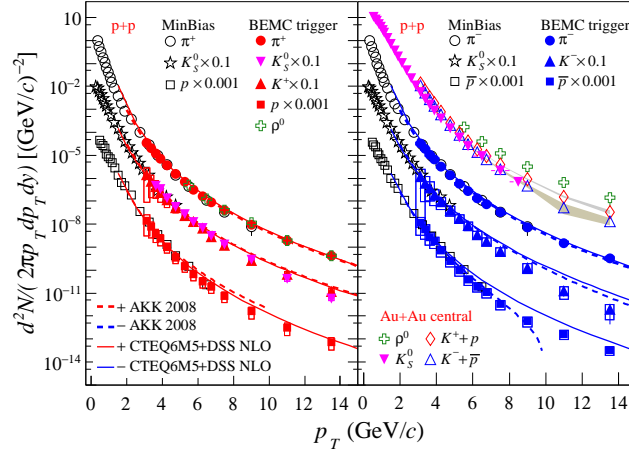 d²N/(2πp_T dp_T dy) [(GeV/c)⁻²]
1
10⁻²
10⁻⁵
10⁻⁸
10⁻¹¹
10⁻¹⁴
p+p
MinBias
BEMC trigger
π⁺
π⁺
K⁰_S×0.1
K⁰_S×0.1
p×0.001
K⁺×0.1
p×0.001
ρ⁰
+ AKK 2008
− AKK 2008
+ CTEQ6M5+DSS NLO
− CTEQ6M5+DSS NLO
0 2 4 6 8 10 12 14
p+p
MinBias
BEMC trigger
π⁻
π⁻
K⁰_S×0.1
K⁻×0.1
p̅×0.001
p̅×0.001
Au+Au central
ρ⁰
K⁺+p
K⁰_S
K⁻+p̅
0 2 4 6 8 10 12 14
p_T (GeV/c)